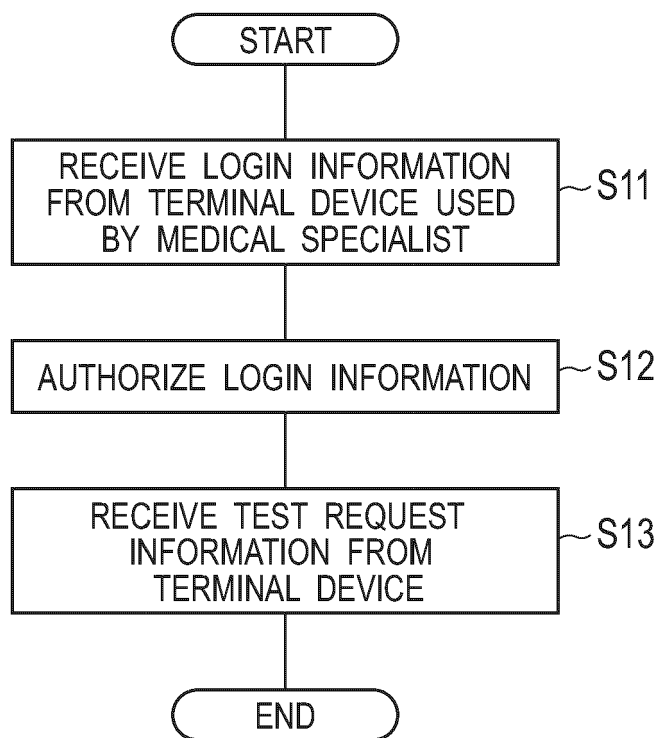 START
RECEIVE LOGIN INFORMATION
FROM TERMINAL DEVICE USED
BY MEDICAL SPECIALIST
S11
AUTHORIZE LOGIN INFORMATION
S12
RECEIVE TEST REQUEST
INFORMATION FROM
TERMINAL DEVICE
S13
END